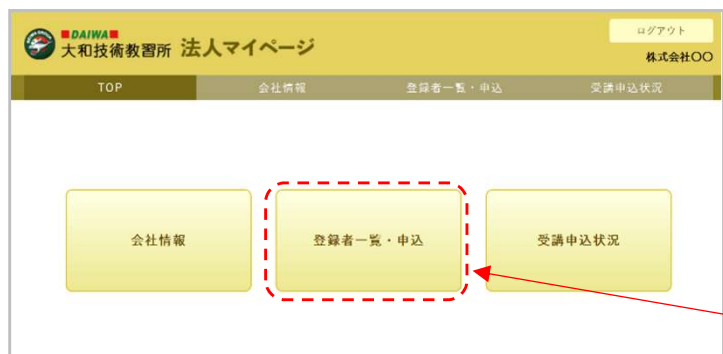 DAIWA
大和技術教習所 法人マイページ
ログアウト
株式会社〇〇
TOP 会社情報 登録者一覧・申込 受講申込状況
会社情報 登録者一覧・申込 受講申込状況